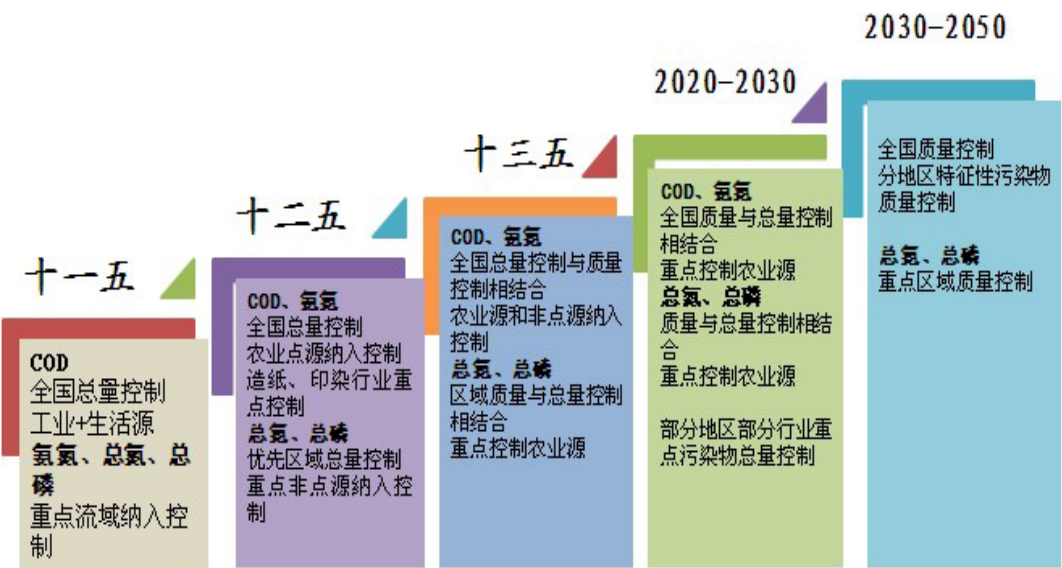 十一五
COD
全国总量控制
工业+生活源
氨氮、总氮、总
磷
重点流域纳入控
制
十二五
COD、氨氮
全国总量控制
农业点源纳入控制
造纸、印染行业重
点控制
总氮、总磷
优先区域总量控制
重点非点源纳入控
制
十三五
COD、氨氮
全国总量控制与质量
控制相结合
农业源和非点源纳入
控制
总氮、总磷
区域质量与总量控制
相结合
重点控制农业源
2020-2030
COD、氨氮
全国质量与总量控制
相结合
重点控制农业源
总氮、总磷
质量与总量控制相结
合
重点控制农业源
部分地区部分行业重
点污染物总量控制
2030-2050
全国质量控制
分地区特征性污染物
质量控制
总氮、总磷
重点区域质量控制